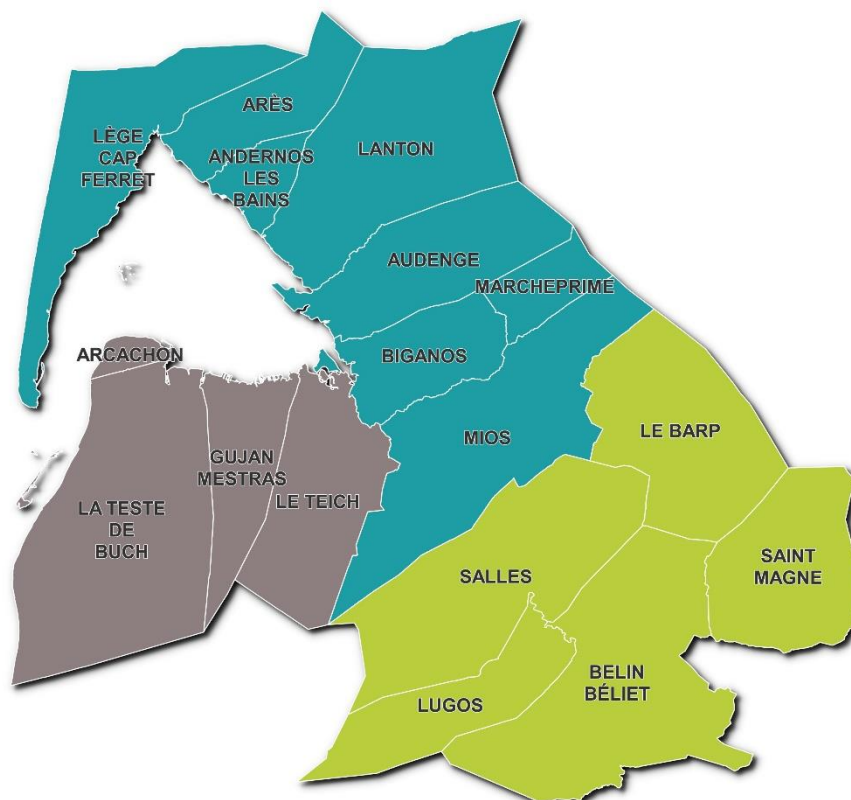 ARÈS
LÈGE
CAP
FERRET
ANDERNOS
LES
BAINS
LANTON
AUDENGE
MARCHEPRIME
ARCACHON
BIGANOS
MIOS
LE BARP
GUJAN
MESTRAS
LE TEICH
LA TESTE
DE
BUCH
SALLES
SAINT
MAGNE
BELIN
BÉLIET
LUGOS